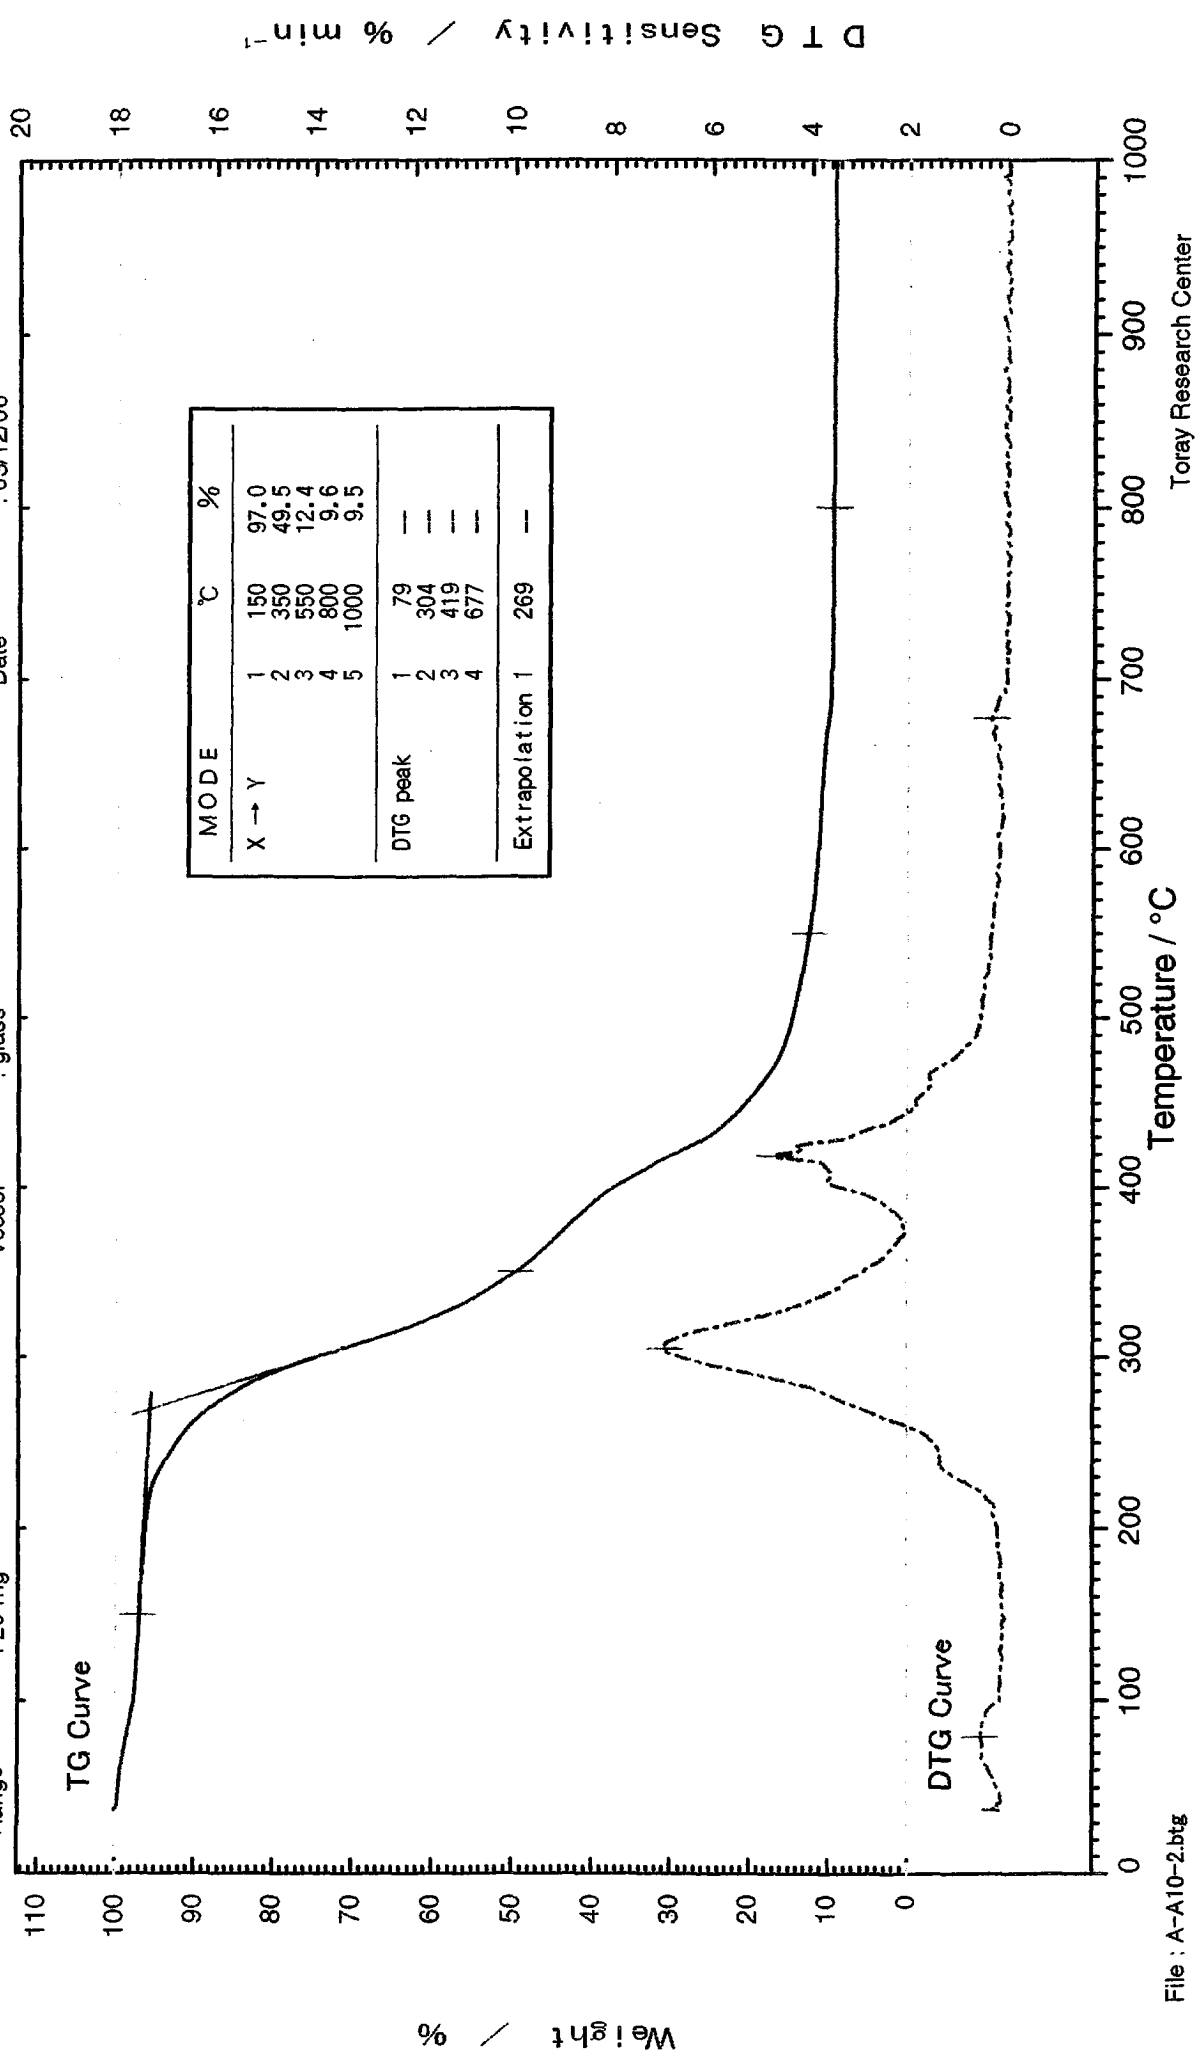 DTG Sensitivity / % min⁻¹
20
18
16
14
12
10
8
6
4
2
0
TG Curve
MODE ℃ %
X → Y 1 150 97.0
2 350 49.5
3 550 12.4
4 800 9.6
5 1000 9.5
DTG peak 1 79 --
2 304 --
3 419 --
4 677 --
Extrapolation 1 269 --
DTG Curve
110
100
90
80
70
60
50
40
30
20
10
0
Weight / %
0 100 200 300 400 500 600 700 800 900 1000
Temperature / °C
File : A-A10-2.btg
Toray Research Center